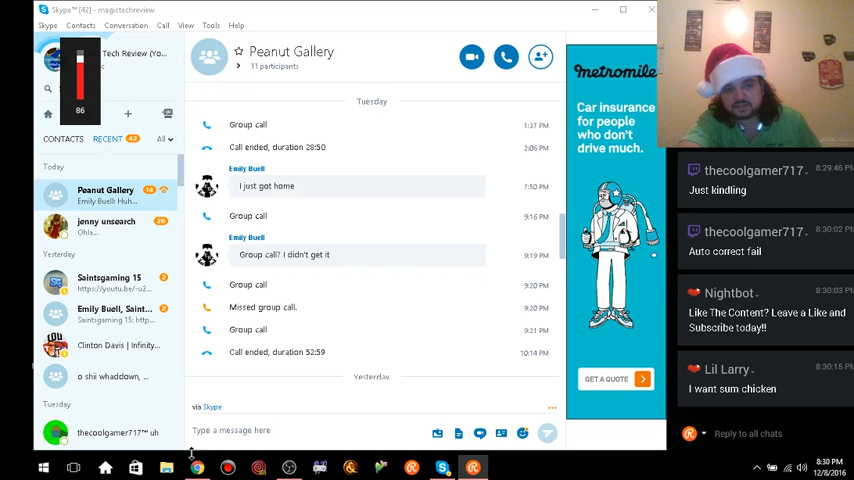 Skype™ [42] - magictechreview
Skype Contacts Conversation Call View Tools Help
Tech Review (Yo...
86
CONTACTS RECENT 42 All
Today
Peanut Gallery 14
Emily Buell: Huh...
jenny unsearch 20
Ohla...
Yesterday
Saintsgaming 15 2
https://youtu.be/-u2...
Emily Buell, Saint... 2
Saintsgaming 15: http...
Clinton Davis | Infinity...
o shii whaddown, ...
Tuesday
thecoolgamer717™ uh
Peanut Gallery
11 participants
Tuesday
Group call 1:37 PM
Call ended, duration 28:50 2:06 PM
Emily Buell
I just got home 7:50 PM
Group call 9:16 PM
Emily Buell
Group call? I didn't get it 9:19 PM
Group call 9:20 PM
Missed group call. 9:20 PM
Group call 9:21 PM
Call ended, duration 52:59 10:14 PM
Yesterday
via Skype
Type a message here
metromile
Car insurance
for people
who don't
drive much.
GET A QUOTE
thecoolgamer717 8:29:46 PM
Just kindling
thecoolgamer717 8:30:02 PM
Auto correct fail
Nightbot 8:30:03 PM
Like The Content? Leave a Like and
Subscribe today!!
Lil Larry 8:30:15 PM
I want sum chicken
Reply to all chats
8:30 PM
12/8/2016